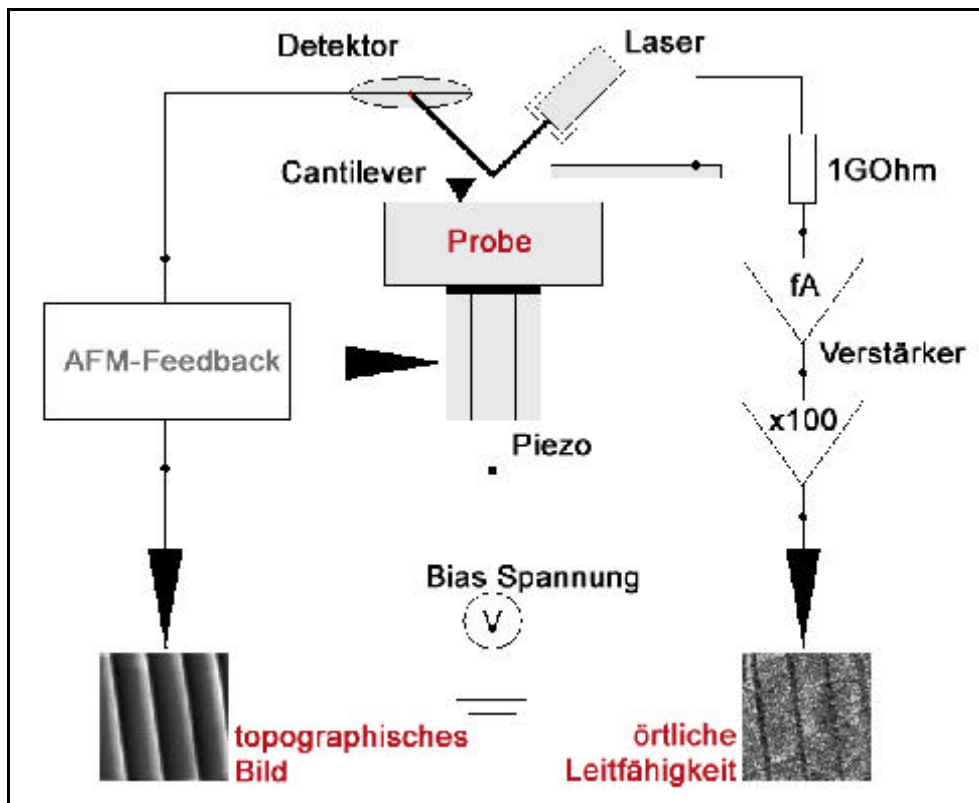 Detektor
Laser
Cantilever
1GOhm
Probe
fA
AFM-Feedback
Verstärker
x100
Piezo
Bias Spannung
V
topographisches
Bild
örtliche
Leitfähigkeit